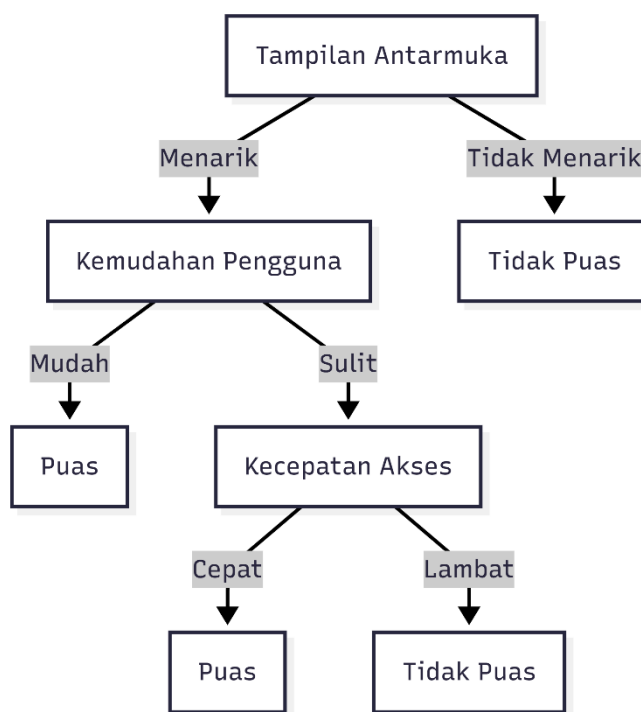 Tampilan Antarmuka
Menarik
Tidak Menarik
Kemudahan Pengguna
Tidak Puas
Mudah
Sulit
Puas
Kecepatan Akses
Cepat
Lambat
Puas
Tidak Puas